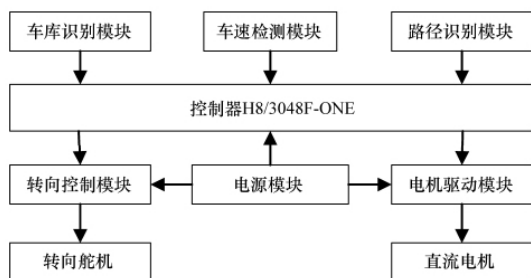 车库识别模块
车速检测模块
路径识别模块
控制器H8/3048F-ONE
转向控制模块
电源模块
电机驱动模块
转向舵机
直流电机